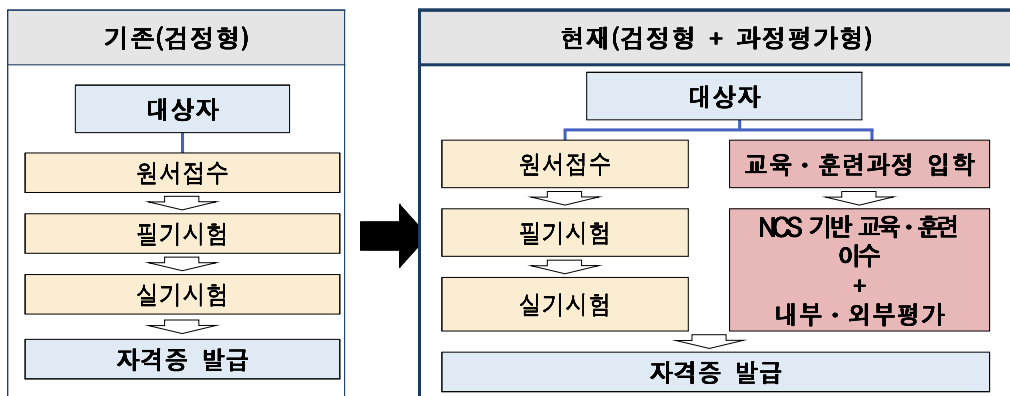 기존(검정형)
대상자
원서접수
필기시험
실기시험
자격증 발급
현재(검정형 + 과정평가형)
대상자
원서접수
필기시험
실기시험
교육·훈련과정 입학
NCS 기반 교육·훈련
이수
+
내부·외부평가
자격증 발급